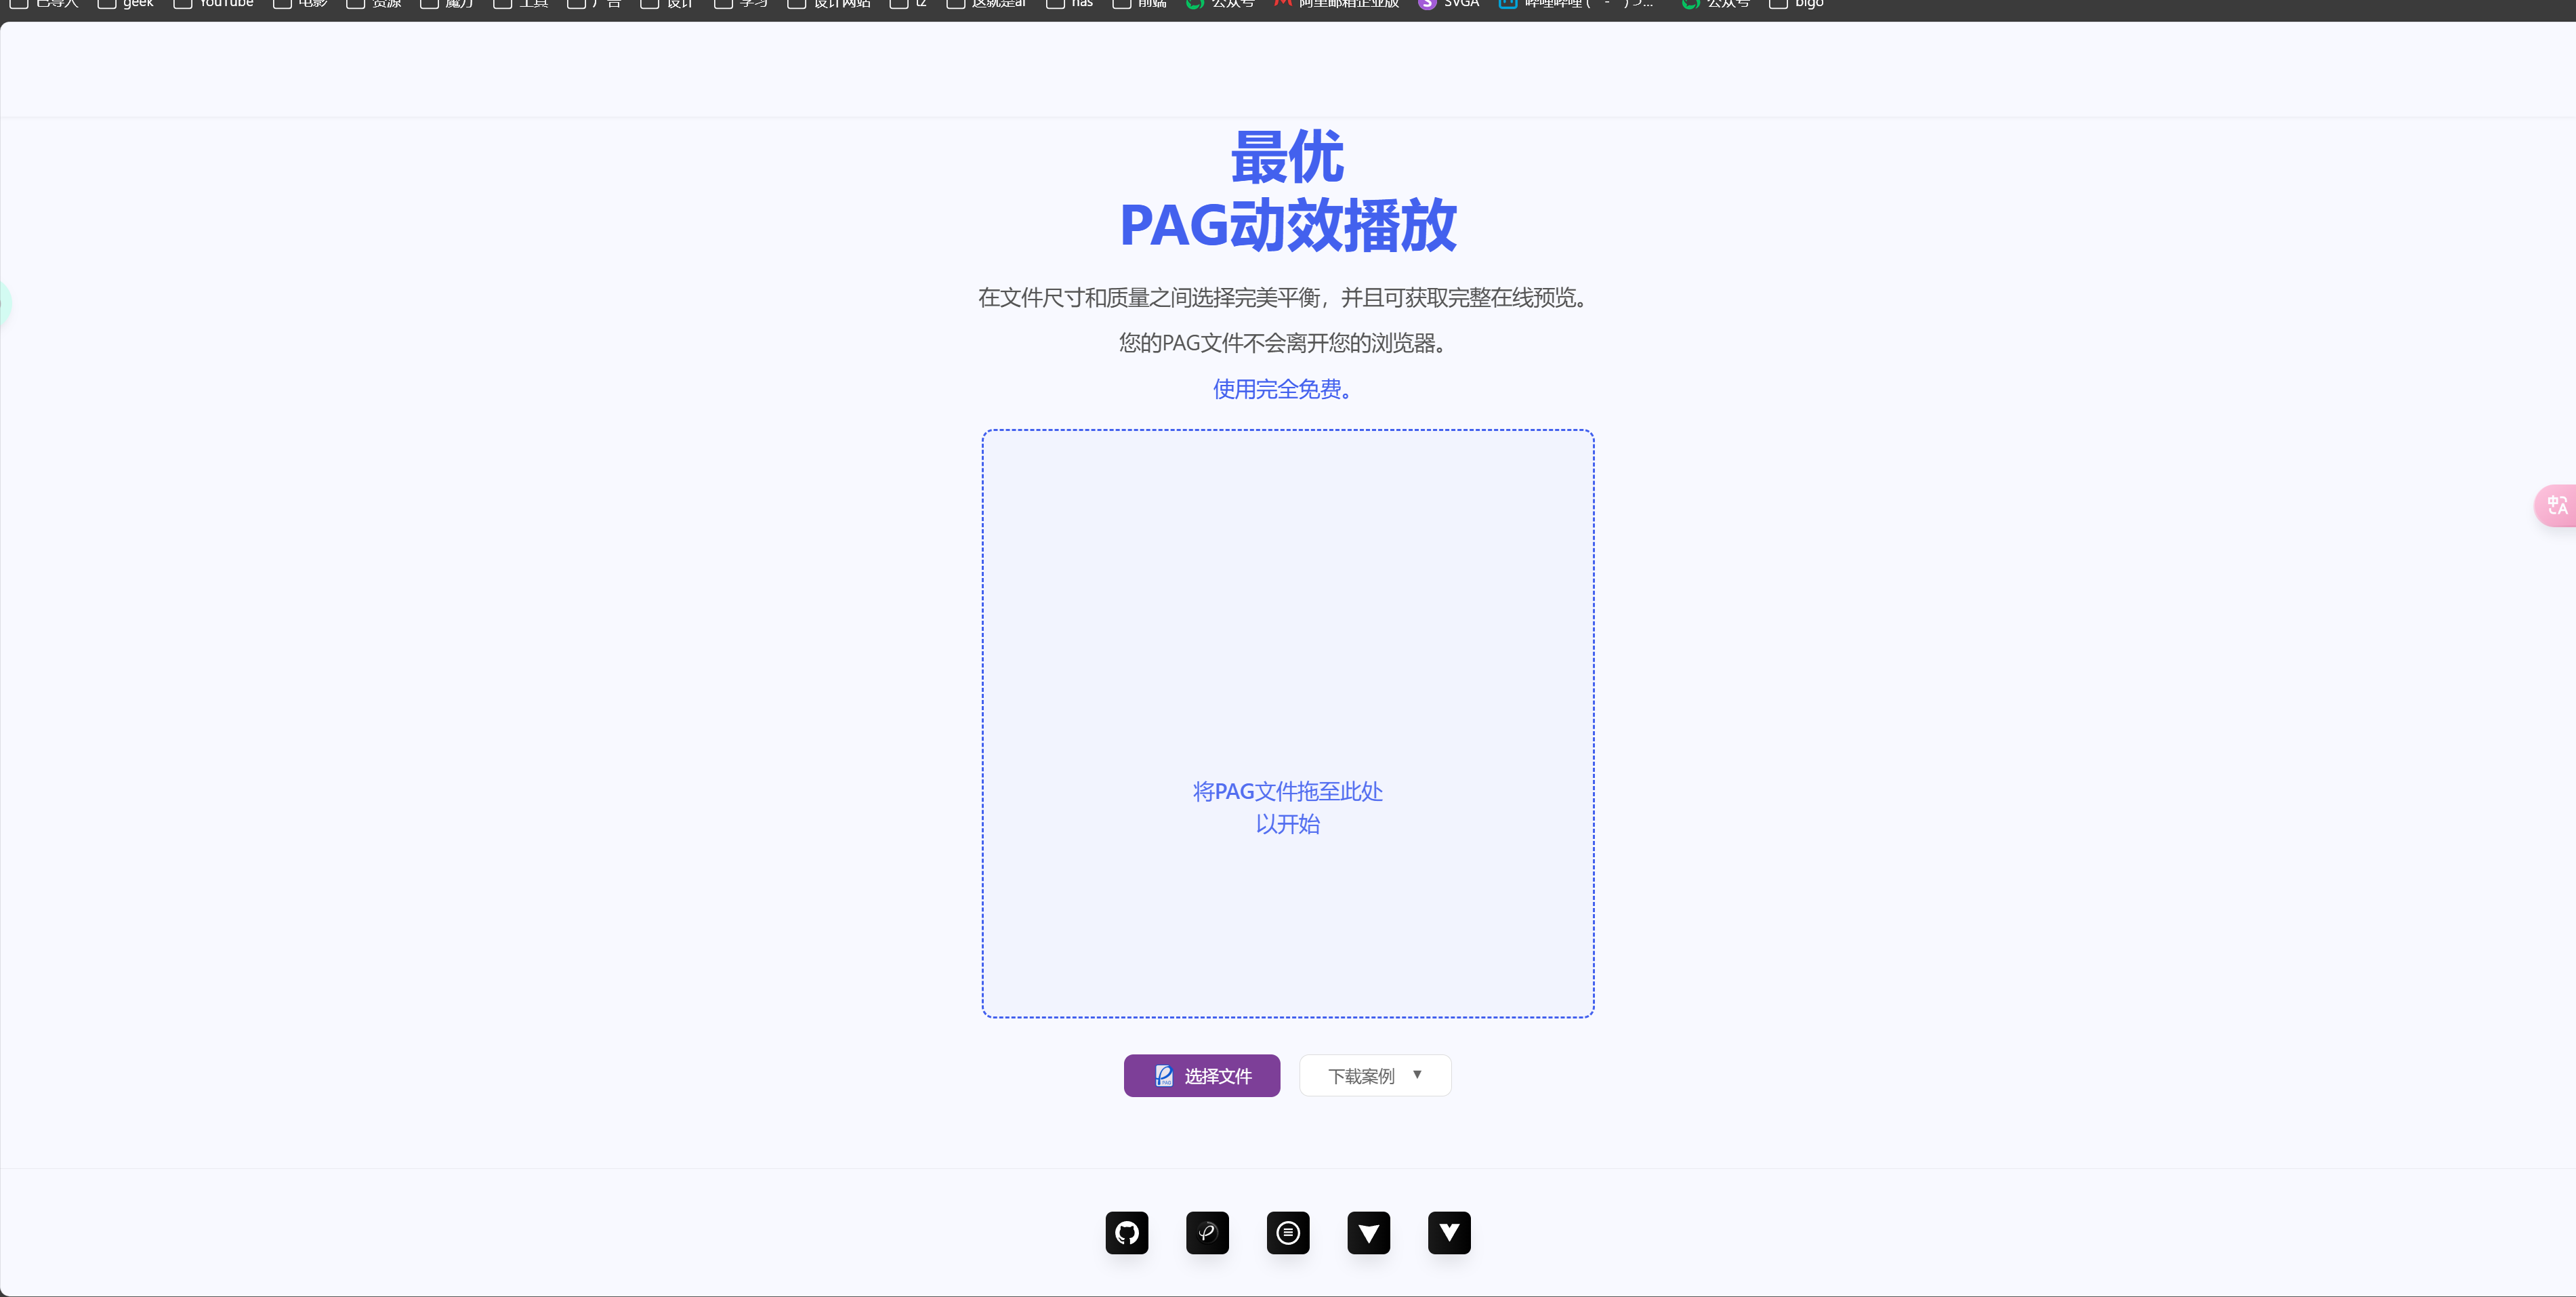 已导入 geek YouTube 电影 资源 魔方 工具 广告 设计 学习 设计网站 tz 这就是ai nas 前端 公众号 阿里邮箱企业版 SVGA 哔哩哔哩 ( ゜- ゜)つ... 公众号 bigo
最优
PAG动效播放
在文件尺寸和质量之间选择完美平衡，并且可获取完整在线预览。
您的PAG文件不会离开您的浏览器。
使用完全免费。
将PAG文件拖至此处
以开始
选择文件 下载案例 ▼